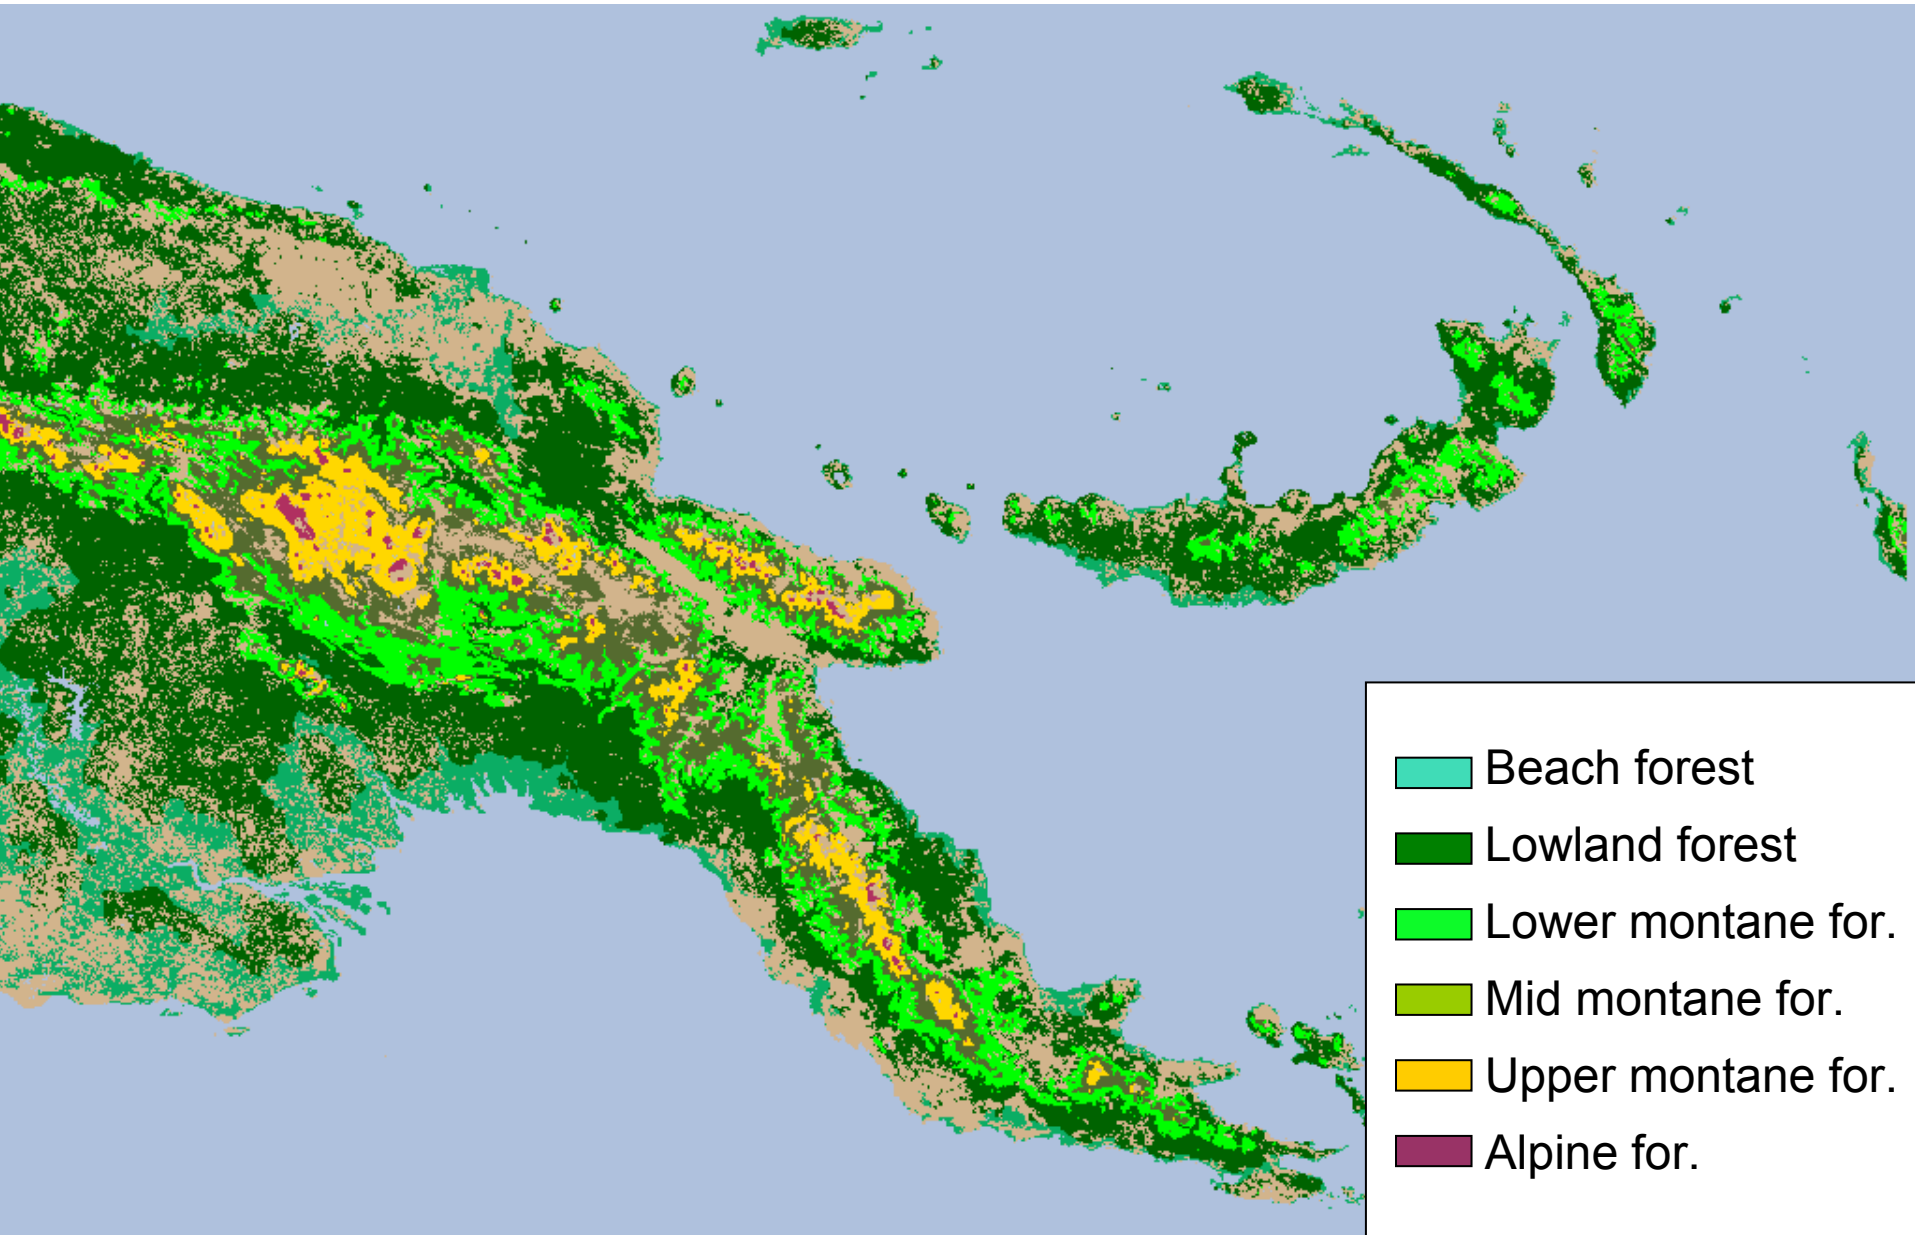 Beach forest
Lowland forest
Lower montane for.
Mid montane for.
Upper montane for.
Alpine for.